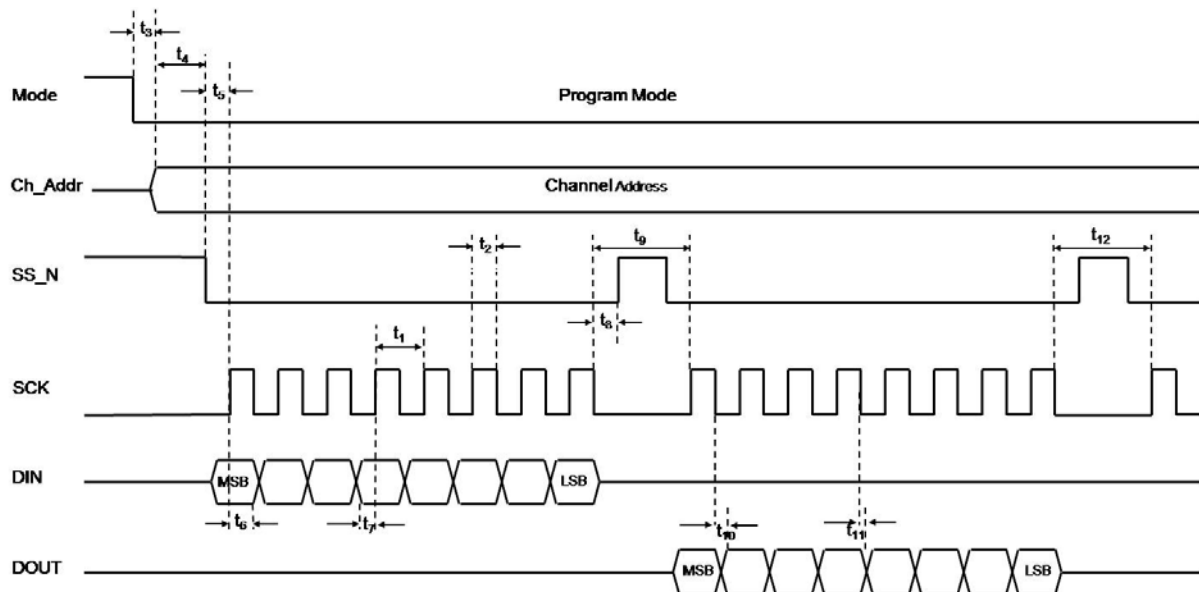 t3
t4
t5
Mode
Program Mode
Ch_Addr
Channel Address
t2
t9
t12
SS_N
t8
t1
SCK
DIN
MSB
LSB
t6
t7
t10
t11
DOUT
MSB
LSB